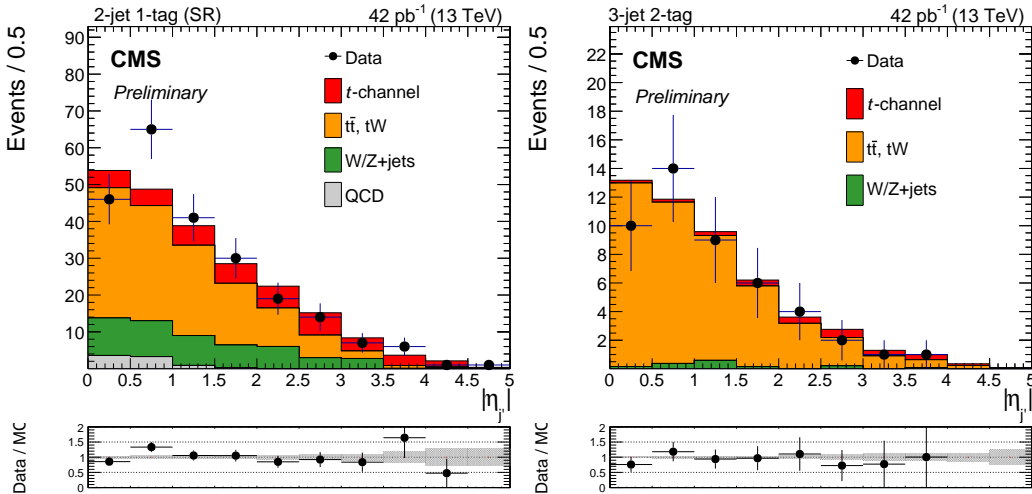 2-jet 1-tag (SR) 42 pb⁻¹ (13 TeV)
Events / 0.5
90
80
70
60
50
40
30
20
10
CMS
Preliminary
Data
t-channel
tt̄, tW
W/Z+jets
QCD
0 0.5 1 1.5 2 2.5 3 3.5 4 4.5 5
|η_j'|
Data / MC
2
1.5
1
0.5
0
3-jet 2-tag 42 pb⁻¹ (13 TeV)
Events / 0.5
22
20
18
16
14
12
10
8
6
4
2
CMS
Preliminary
Data
t-channel
tt̄, tW
W/Z+jets
0 0.5 1 1.5 2 2.5 3 3.5 4 4.5 5
|η_j'|
Data / MC
2
1.5
1
0.5
0